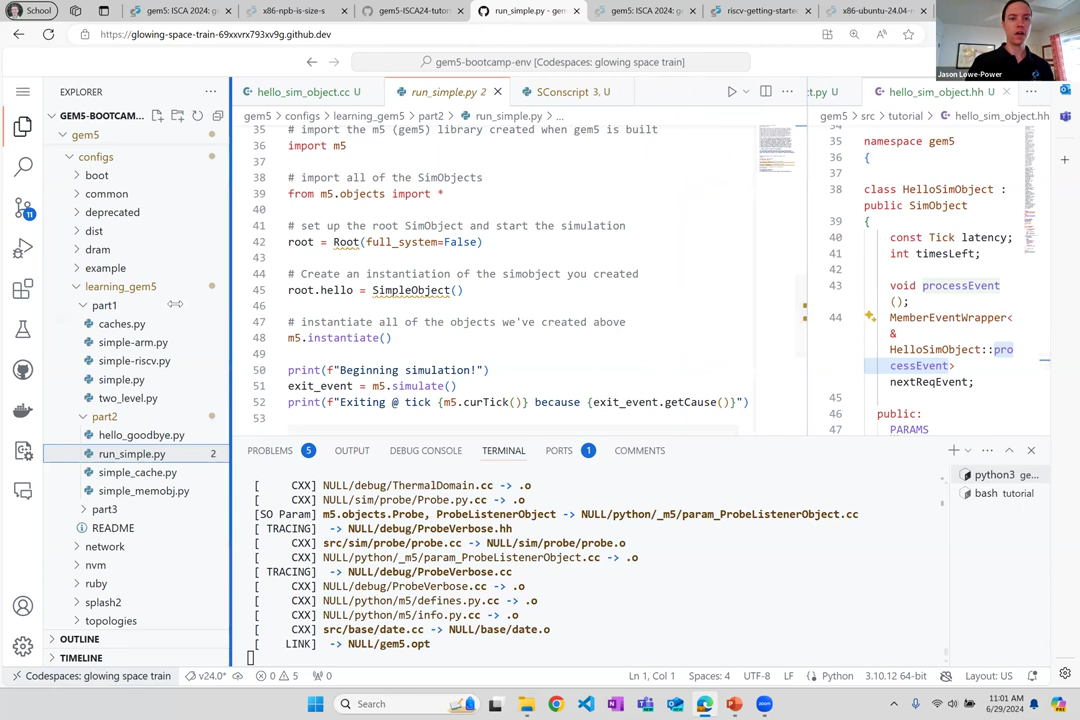 School
gem5: ISCA 2024: g
x86-npb-is-size-s
gem5-ISCA24-tutor
run_simple.py - gem
gem5: ISCA 2024: g
riscv-getting-starte
x86-ubuntu-24.04-
https://glowing-space-train-69xxvrx793xv9g.github.dev
Jason Lowe-Power
gem5-bootcamp-env [Codespaces: glowing space train]
EXPLORER
GEM5-BOOTCAM...
gem5
configs
boot
common
deprecated
dist
dram
example
learning_gem5
part1
caches.py
simple-arm.py
simple-riscv.py
simple.py
two_level.py
part2
hello_goodbye.py
run_simple.py 2
simple_cache.py
simple_memobj.py
part3
README
network
nvm
ruby
splash2
topologies
OUTLINE
TIMELINE
11
hello_sim_object.cc U
run_simple.py 2
SConscript 3, U
gem5 > configs > learning_gem5 > part2 > run_simple.py > ...
35 # import the m5 (gem5) library created when gem5 is built
36 import m5
37
38 # import all of the SimObjects
39 from m5.objects import *
40
41 # set up the root SimObject and start the simulation
42 root = Root(full_system=False)
43
44 # Create an instantiation of the simobject you created
45 root.hello = SimpleObject()
46
47 # instantiate all of the objects we've created above
48 m5.instantiate()
49
50 print(f"Beginning simulation!")
51 exit_event = m5.simulate()
52 print(f"Exiting @ tick {m5.curTick()} because {exit_event.getCause()}")
53
ct.py U
hello_sim_object.hh U
gem5 > src > tutorial > hello_sim_object.hh
34
35 namespace gem5
36 {
37
38 class HelloSimObject :
public SimObject
39 {
40 const Tick latency;
41 int timesLeft;
42
43 void processEvent
();
44 MemberEventWrapper<
&
HelloSimObject::pro
cessEvent>
nextReqEvent;
45
46 public:
47 PARAMS
PROBLEMS 5 OUTPUT DEBUG CONSOLE TERMINAL PORTS 1 COMMENTS
[ CXX] NULL/debug/ThermalDomain.cc -> .o
[ CXX] NULL/sim/probe/Probe.py.cc -> .o
[SO Param] m5.objects.Probe, ProbeListenerObject -> NULL/python/_m5/param_ProbeListenerObject.cc
[ TRACING] -> NULL/debug/ProbeVerbose.hh
[ CXX] src/sim/probe/probe.cc -> NULL/sim/probe/probe.o
[ CXX] NULL/python/_m5/param_ProbeListenerObject.cc -> .o
[ TRACING] -> NULL/debug/ProbeVerbose.cc
[ CXX] NULL/debug/ProbeVerbose.cc -> .o
[ CXX] NULL/python/m5/defines.py.cc -> .o
[ CXX] NULL/python/m5/info.py.cc -> .o
[ CXX] src/base/date.cc -> NULL/base/date.o
[ LINK] -> NULL/gem5.opt
python3 ge...
bash tutorial
Codespaces: glowing space train v24.0* 0 5 0 Ln 1, Col 1 Spaces: 4 UTF-8 LF Python 3.10.12 64-bit Layout: US
Search
11:01 AM
6/29/2024